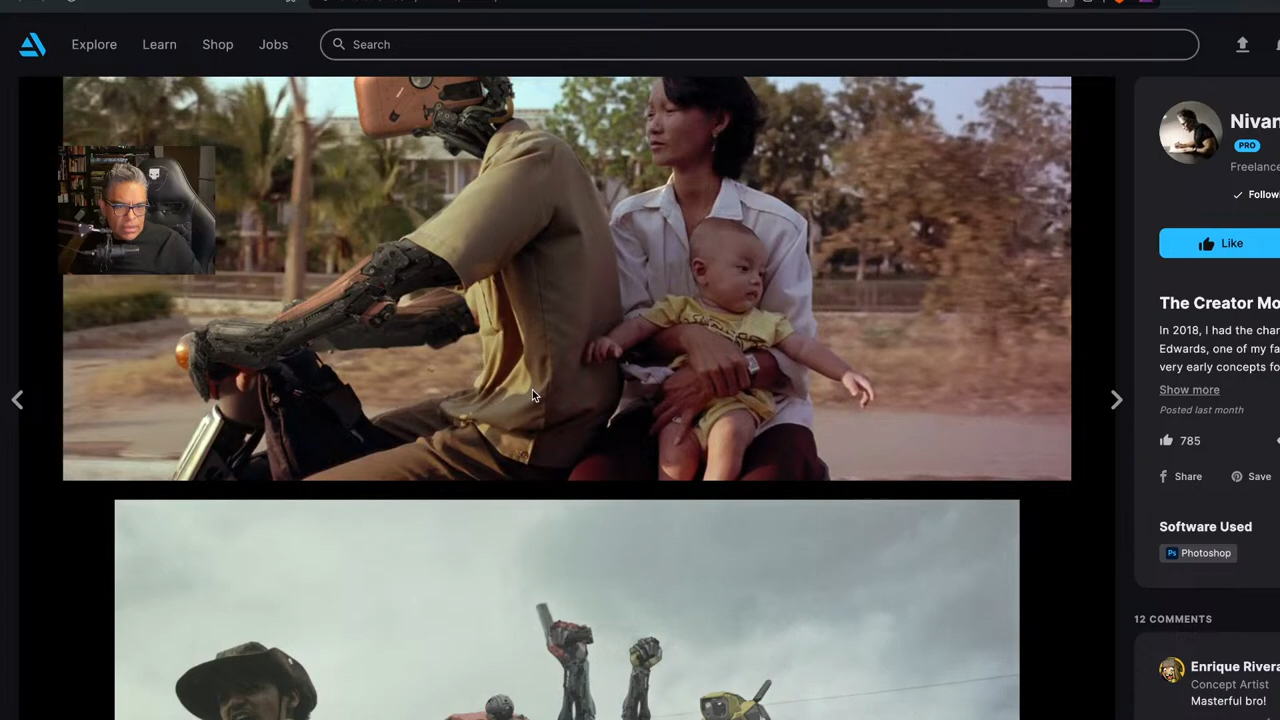 Explore Learn Shop Jobs Search
Nivan
PRO
Freelance
Follow
Like
The Creator Mo
In 2018, I had the char
Edwards, one of my fa
very early concepts fo
Show more
Posted last month
785
Share Save
Software Used
Ps Photoshop
12 COMMENTS
Enrique Rivera
Concept Artist
Masterful bro!